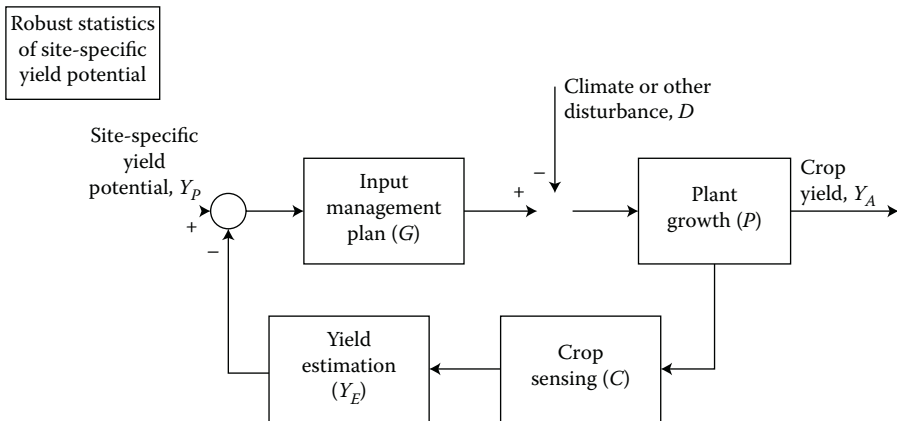 Robust statistics
of site-specific
yield potential
Climate or other
disturbance, D
Site-specific
yield
potential, Y_P
+
−
Input
management
plan (G)
+
−
Plant
growth (P)
Crop
yield, Y_A
Yield
estimation
(Y_E)
Crop
sensing (C)